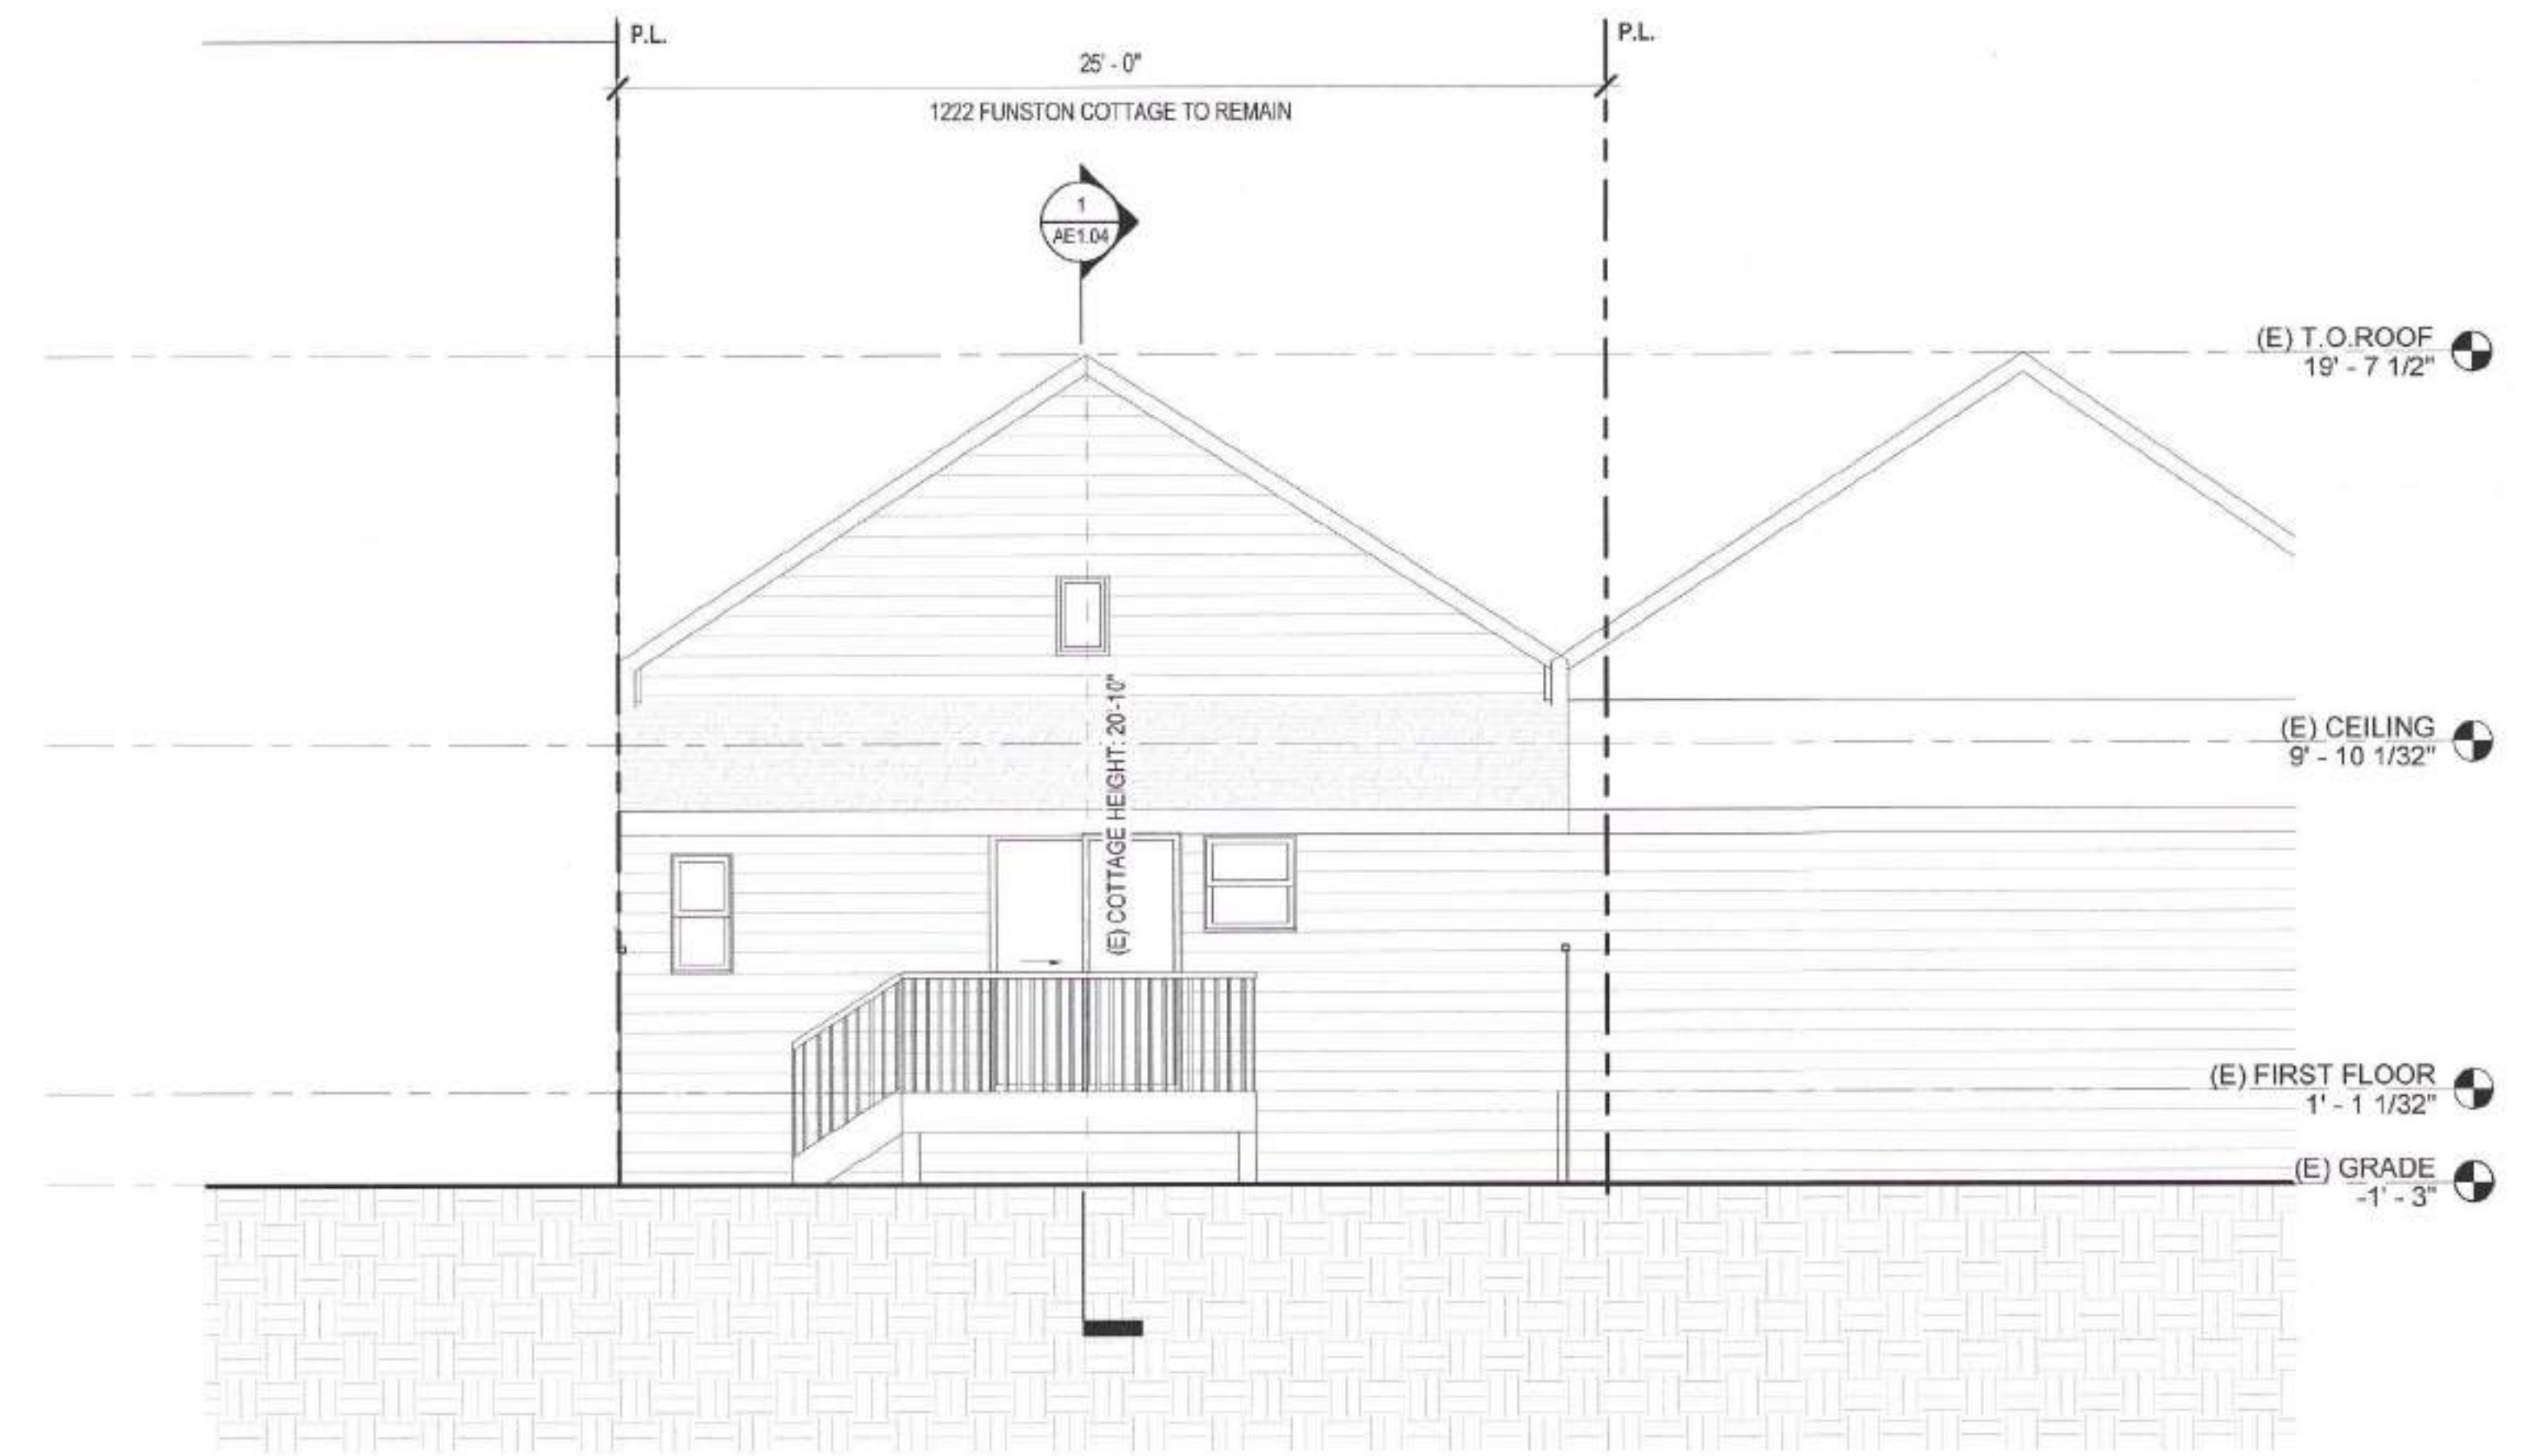 P.L.
P.L.
25' - 0"
1222 FUNSTON COTTAGE TO REMAIN
1
AE1.04
(E) T.O.ROOF
19' - 7 1/2"
(E) COTTAGE HEIGHT: 20'-10"
(E) CEILING
9' - 10 1/32"
(E) FIRST FLOOR
1' - 1 1/32"
(E) GRADE
-1' - 3"